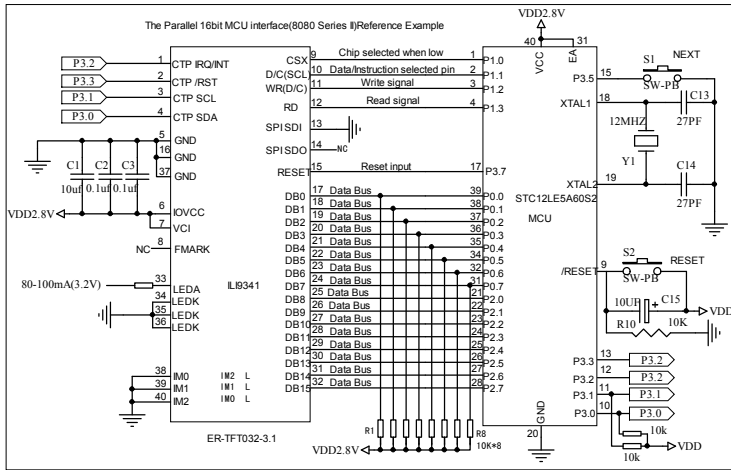 The Parallel 16bit MCU interface(8080 Series Ⅱ)Reference Example
VDD2.8V
40 31
VCC EA
P3.2 1 CTP IRQ/INT
P3.3 2 CTP /RST
P3.1 3 CTP SCL
P3.0 4 CTP SDA
5 GND
16 GND
37 GND
C1 C2 C3
10uf 0.1uf 0.1uf
VDD2.8V 6 IOVCC
7 VCI
NC 8 FMARK
80-100mA(3.2V) 33 LEDA
34 LEDK
35 LEDK
36 LEDK
38 IM0 IM2 L
39 IM1 IM1 L
40 IM2 IM0 L
ILI9341
ER-TFT032-3.1
CSX 9 Chip selected when low 1 P1.0
D/C(SCL) 10 Data/Instruction selected pin 2 P1.1
WR(D/C) 11 Write signal 3 P1.2
RD 12 Read signal 4 P1.3
SPISDI 13
SPISDO 14 NC
RESET 15 Reset input 17 P3.7
DB0 17 Data Bus 39 P0.0
DB1 18 Data Bus 38 P0.1
DB2 19 Data Bus 37 P0.2
DB3 20 Data Bus 36 P0.3
DB4 21 Data Bus 35 P0.4
DB5 22 Data Bus 34 P0.5
DB6 23 Data Bus 32 P0.6
DB7 24 Data Bus 31 P0.7
DB8 25 Data Bus 21 P2.0
DB9 26 Data Bus 22 P2.1
DB10 27 Data Bus 23 P2.2
DB11 28 Data Bus 24 P2.3
DB12 29 Data Bus 25 P2.4
DB13 30 Data Bus 26 P2.5
DB14 31 Data Bus 27 P2.6
DB15 32 Data Bus 28 P2.7
R1 R8
VDD2.8V 10K*8
STC12LE5A60S2
MCU
GND
20
P3.5 15 S1 NEXT
SW-PB
XTAL1 18 C13
12MHZ 27PF
Y1
C14
XTAL2 19
27PF
S2 RESET
/RESET 9 SW-PB
10UF + C15 VDD
R10 10K
P3.3 13 P3.2
P3.2 12 P3.2
P3.1 11 P3.1
P3.0 10 P3.0
10k
VDD
10k